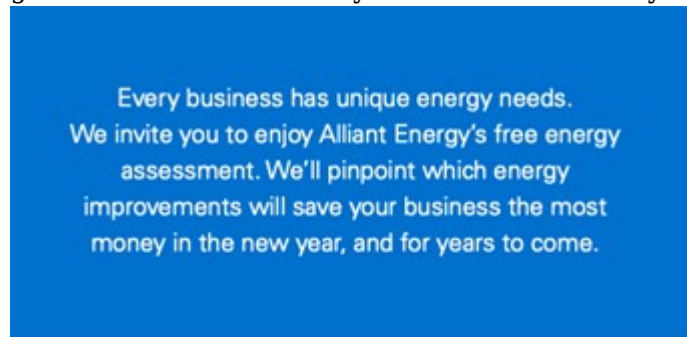 Every business has unique energy needs.
We invite you to enjoy Alliant Energy's free energy
assessment. We'll pinpoint which energy
improvements will save your business the most
money in the new year, and for years to come.